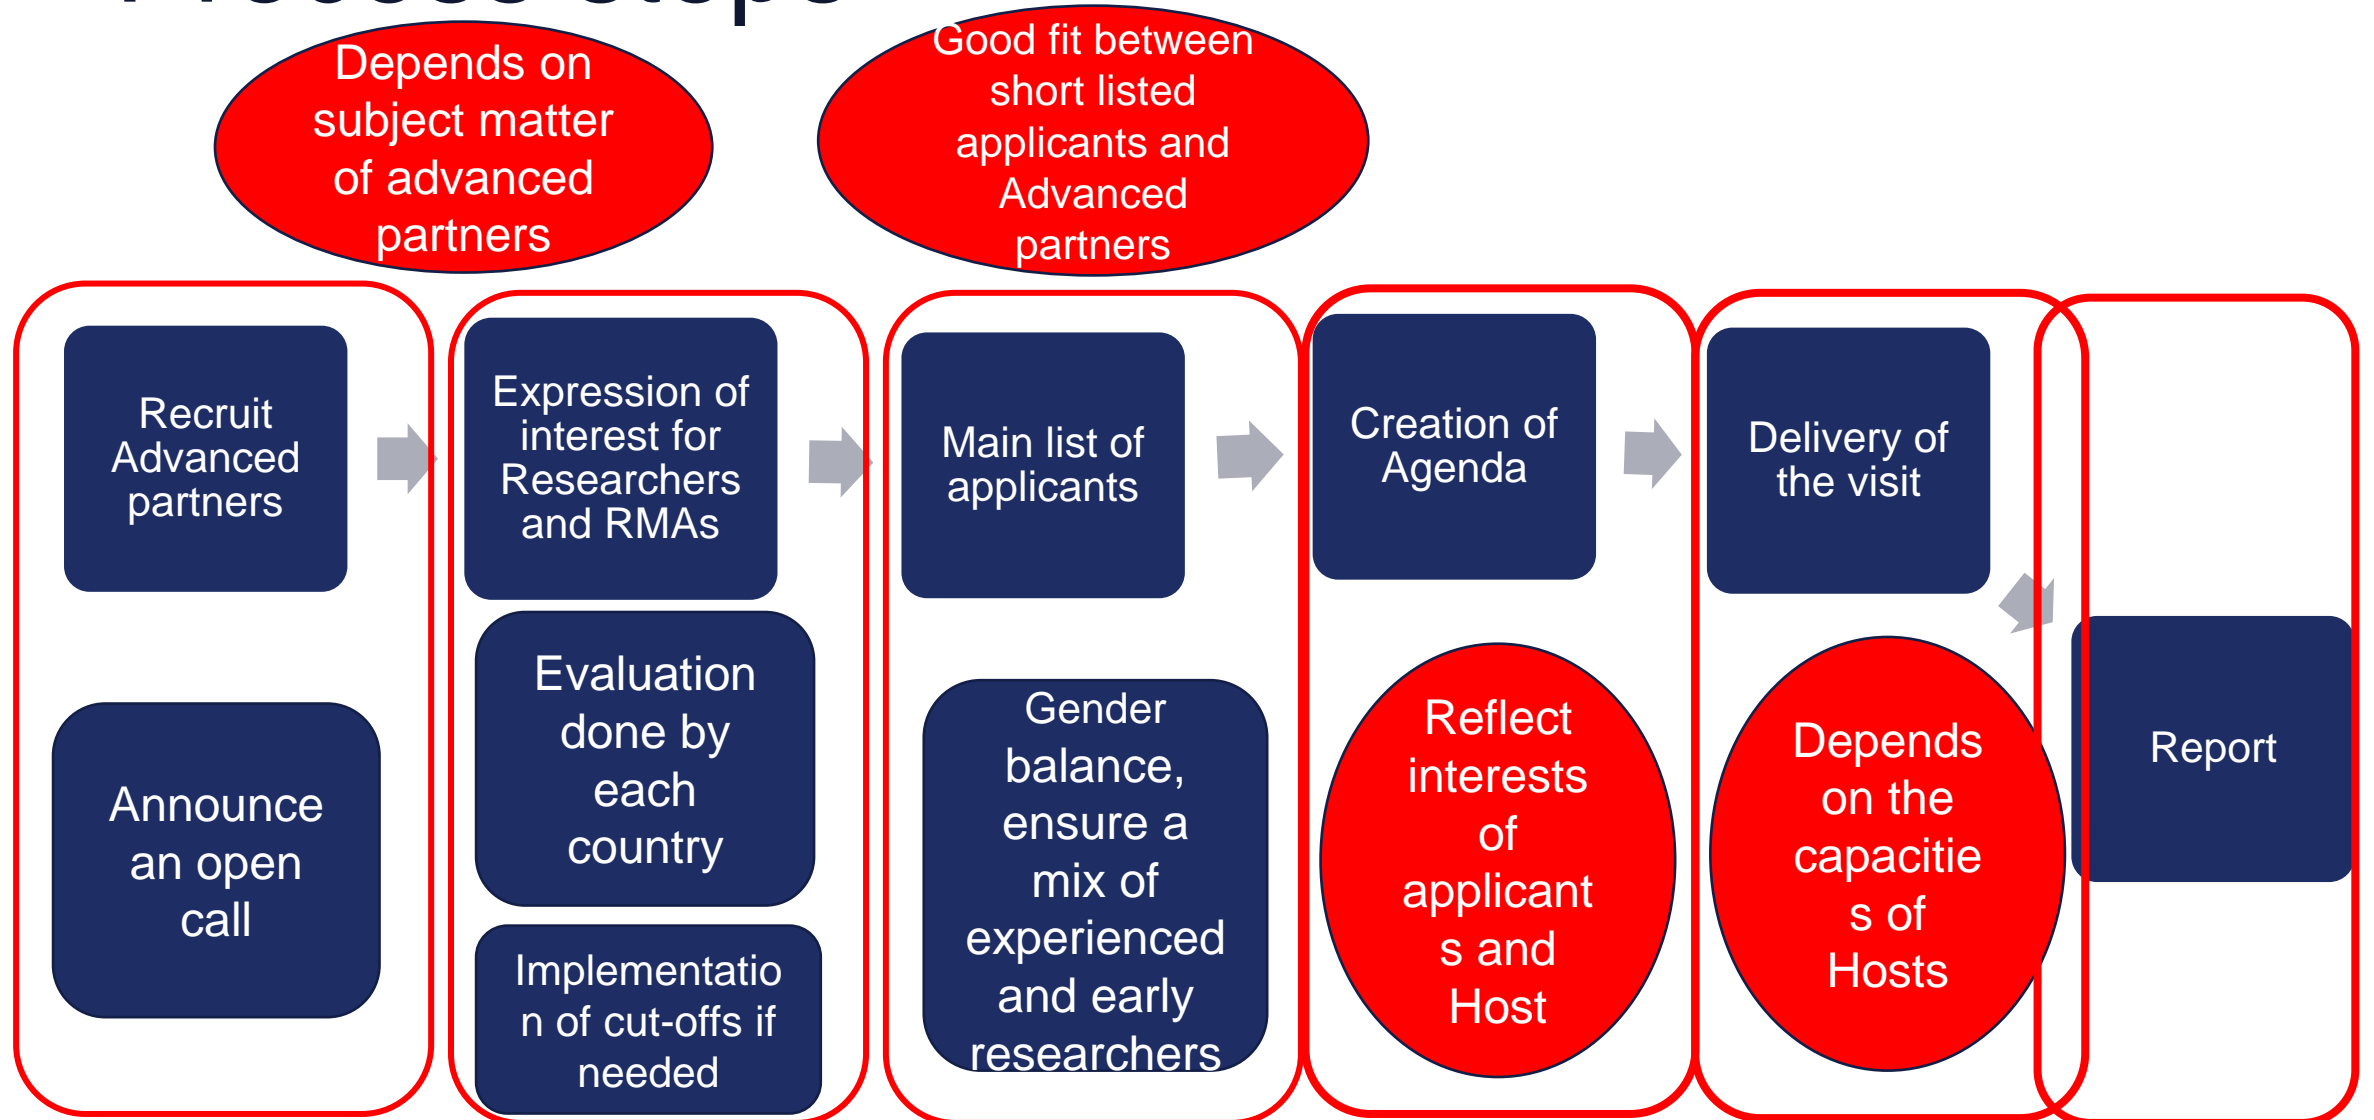 Process steps
Depends on
subject matter
of advanced
partners
Good fit between
short listed
applicants and
Advanced
partners
Recruit
Advanced
partners
Expression of
interest for
Researchers
and RMAs
Main list of
applicants
Creation of
Agenda
Delivery of
the visit
Announce
an open
call
Evaluation
done by
each
country
Implementatio
n of cut-offs if
needed
Gender
balance,
ensure a
mix of
experienced
and early
researchers
Reflect
interests
of
applicant
s and
Host
Depends
on the
capacitie
s of
Hosts
Report